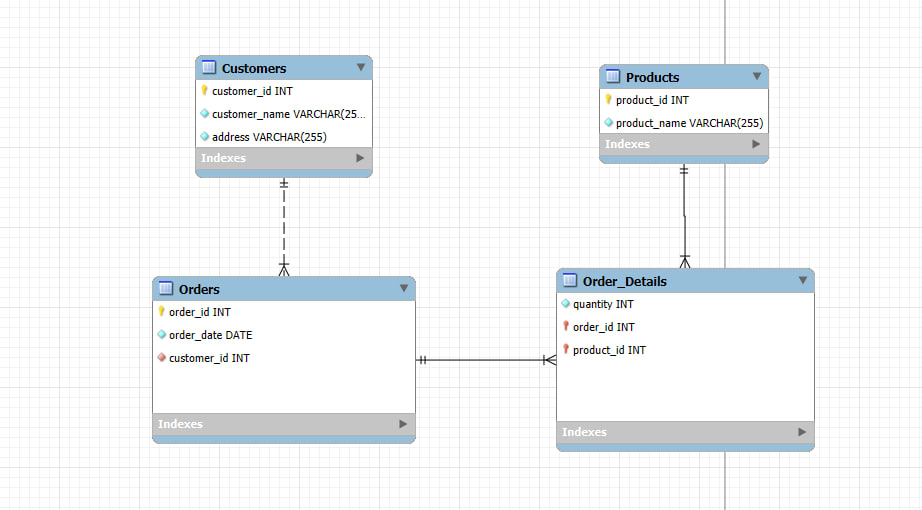 Customers
customer_id INT
customer_name VARCHAR(25...
address VARCHAR(255)
Indexes
Products
product_id INT
product_name VARCHAR(255)
Indexes
Orders
order_id INT
order_date DATE
customer_id INT
Indexes
Order_Details
quantity INT
order_id INT
product_id INT
Indexes